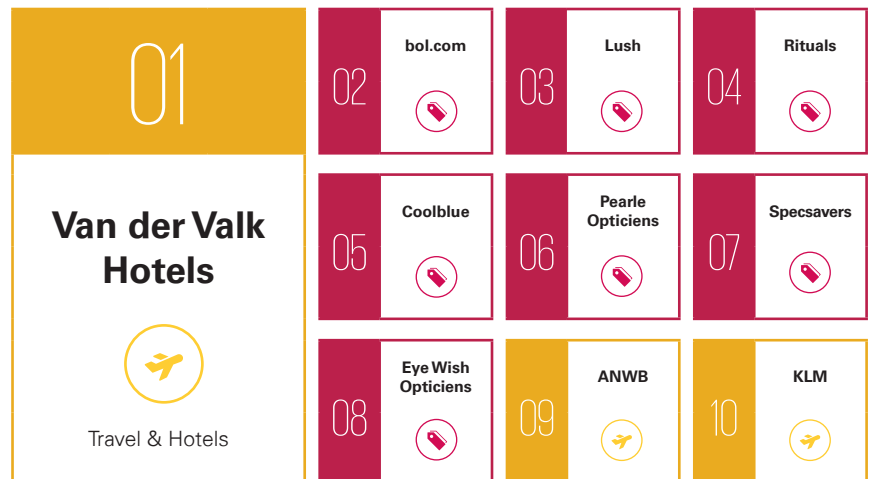 01
Van der Valk
Hotels
Travel & Hotels
02
bol.com
03
Lush
04
Rituals
05
Coolblue
06
Pearle
Opticiens
07
Specsavers
08
Eye Wish
Opticiens
09
ANWB
10
KLM